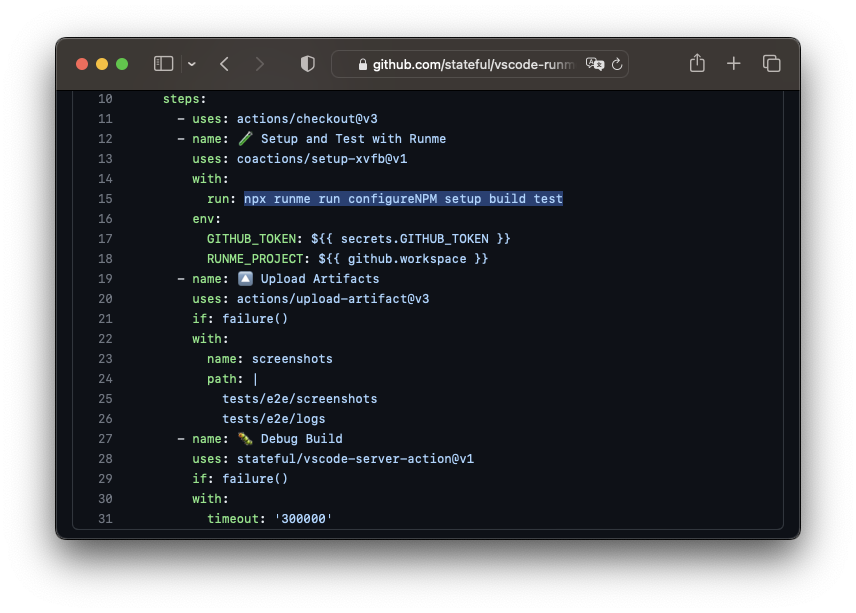 github.com/stateful/vscode-runm
10 steps:
11 - uses: actions/checkout@v3
12 - name: 🧪 Setup and Test with Runme
13 uses: coactions/setup-xvfb@v1
14 with:
15 run: npx runme run configureNPM setup build test
16 env:
17 GITHUB_TOKEN: ${{ secrets.GITHUB_TOKEN }}
18 RUNME_PROJECT: ${{ github.workspace }}
19 - name: 🔼 Upload Artifacts
20 uses: actions/upload-artifact@v3
21 if: failure()
22 with:
23 name: screenshots
24 path: |
25 tests/e2e/screenshots
26 tests/e2e/logs
27 - name: 🐛 Debug Build
28 uses: stateful/vscode-server-action@v1
29 if: failure()
30 with:
31 timeout: '300000'